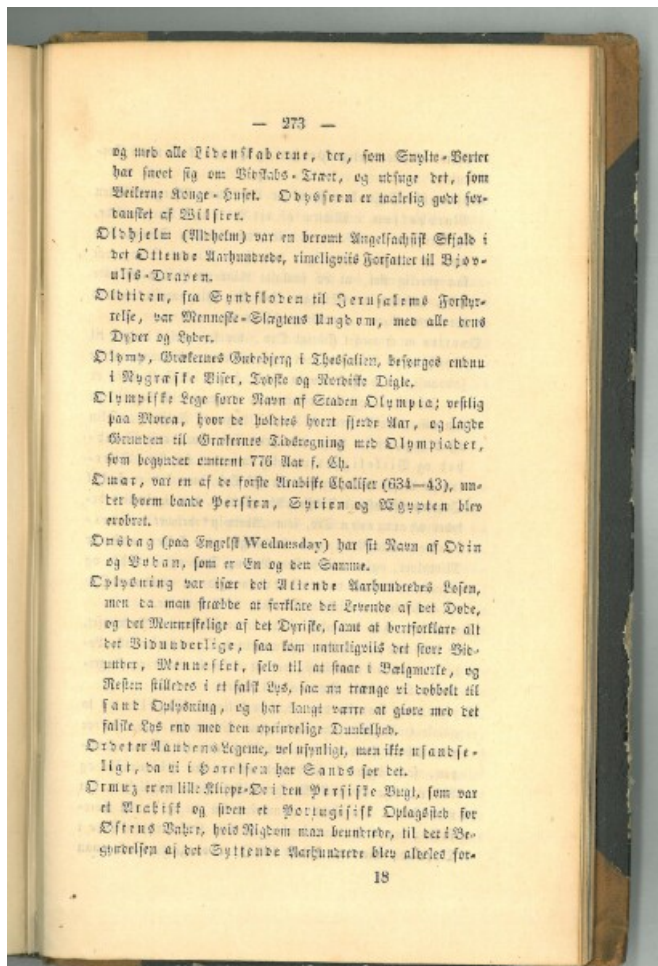 — 273 —
og med alle Lidenskaberne, der, som Snylte-Vexter
har snoet sig om Vidskabs-Træet, og udsuge det, som
Beilerne Konge-Huset. Odysseen er taalelig godt for-
dansket af Wilster.
Oldhjelm (Aldhelm) var en berømt Angelsachsisk Skjald i
det Ottende Aarhundrede, rimeligviis Forfatter til Bjov-
ulfs-Draven.
Oldtiden, fra Syndfloden til Jerusalems Forstyr-
relse, var Menneske-Slægtens Ungdom, med alle dens
Dyder og Lyder.
Olymp, Grækernes Gudebjerg i Thessalien, besynges endnu
i Nygræske Viser, Tydske og Nordiske Digte.
Olympiske Lege førde Navn af Staden Olympia; vestlig
paa Morea, hvor de holdtes hvert fjerde Aar, og lagde
Grunden til Grækernes Tidsregning med Olympiader,
som begyndet omtrent 776 Aar f. Ch.
Omar, var en af de første Arabiske Chalifer (634—43), un-
der hvem baade Persien, Syrien og Ægypten blev
erobret.
Onsdag (paa Engelsk Wednesday) har sit Navn af Odin
og Vodan, som er En og den Samme.
Oplysning var især det Attende Aarhundredes Løsen,
men da man stræbde at forklare det Levende af det Døde,
og det Menneskelige af det Dyriske, samt at bortforklare alt
det Vidunderlige, saa kom naturligviis det store Vid-
under, Mennesket, selv til at staae i Bælgmørke, og
Resten stilledes i et falsk Lys, saa nu trænge vi dobbelt til
sand Oplysning, og har langt værre at giøre med det
falske Lys end med den oprindelige Dunkelhed.
Ordet er Aandens Legeme, vel usynligt, men ikke usandse-
ligt, da vi i Hørelsen har Sands for det.
Ormuz er en lille Klippe-Øe i den Persiske Bugt, som var
et Arabisk og siden et Portugisisk Oplagssted for
Østens Vahre, hvis Rigdom man beundrede, til det i Be-
gyndelsen af det Syttende Aarhundrede blev aldeles for-
18